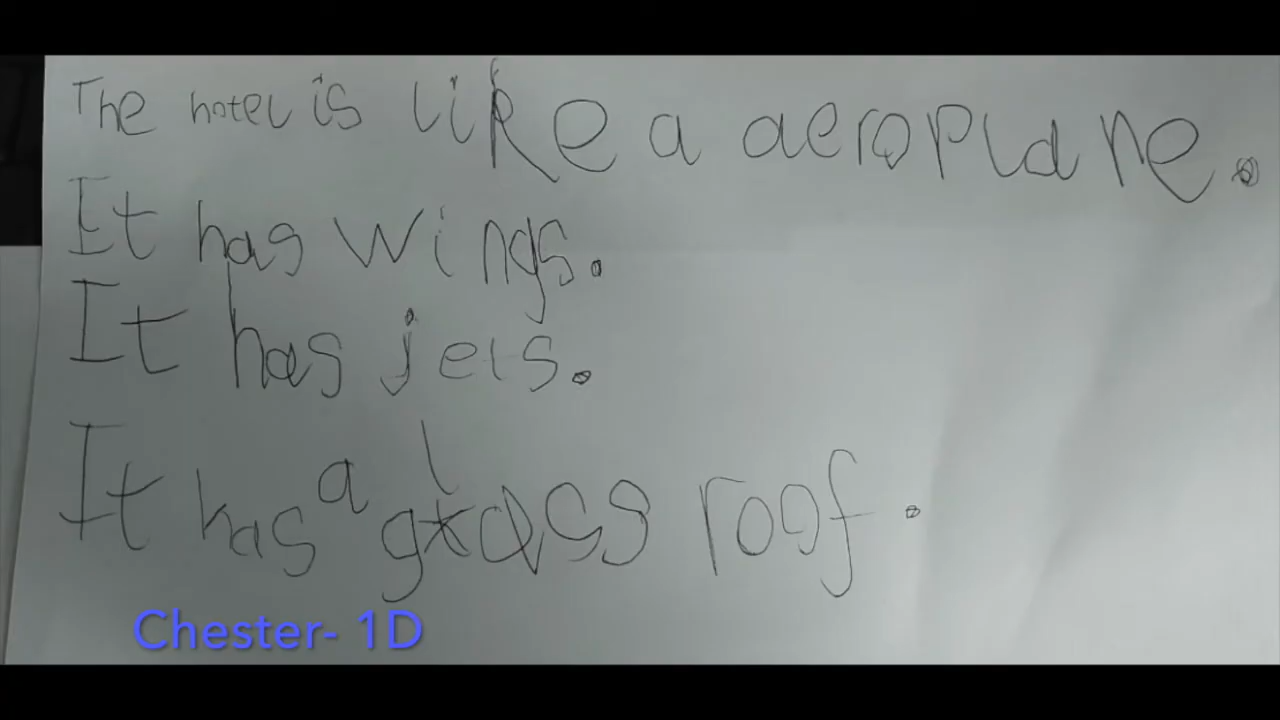 The hotel is like a aeroplane.
It has wings.
It has jets.
It has a glass roof.
Chester- 1D